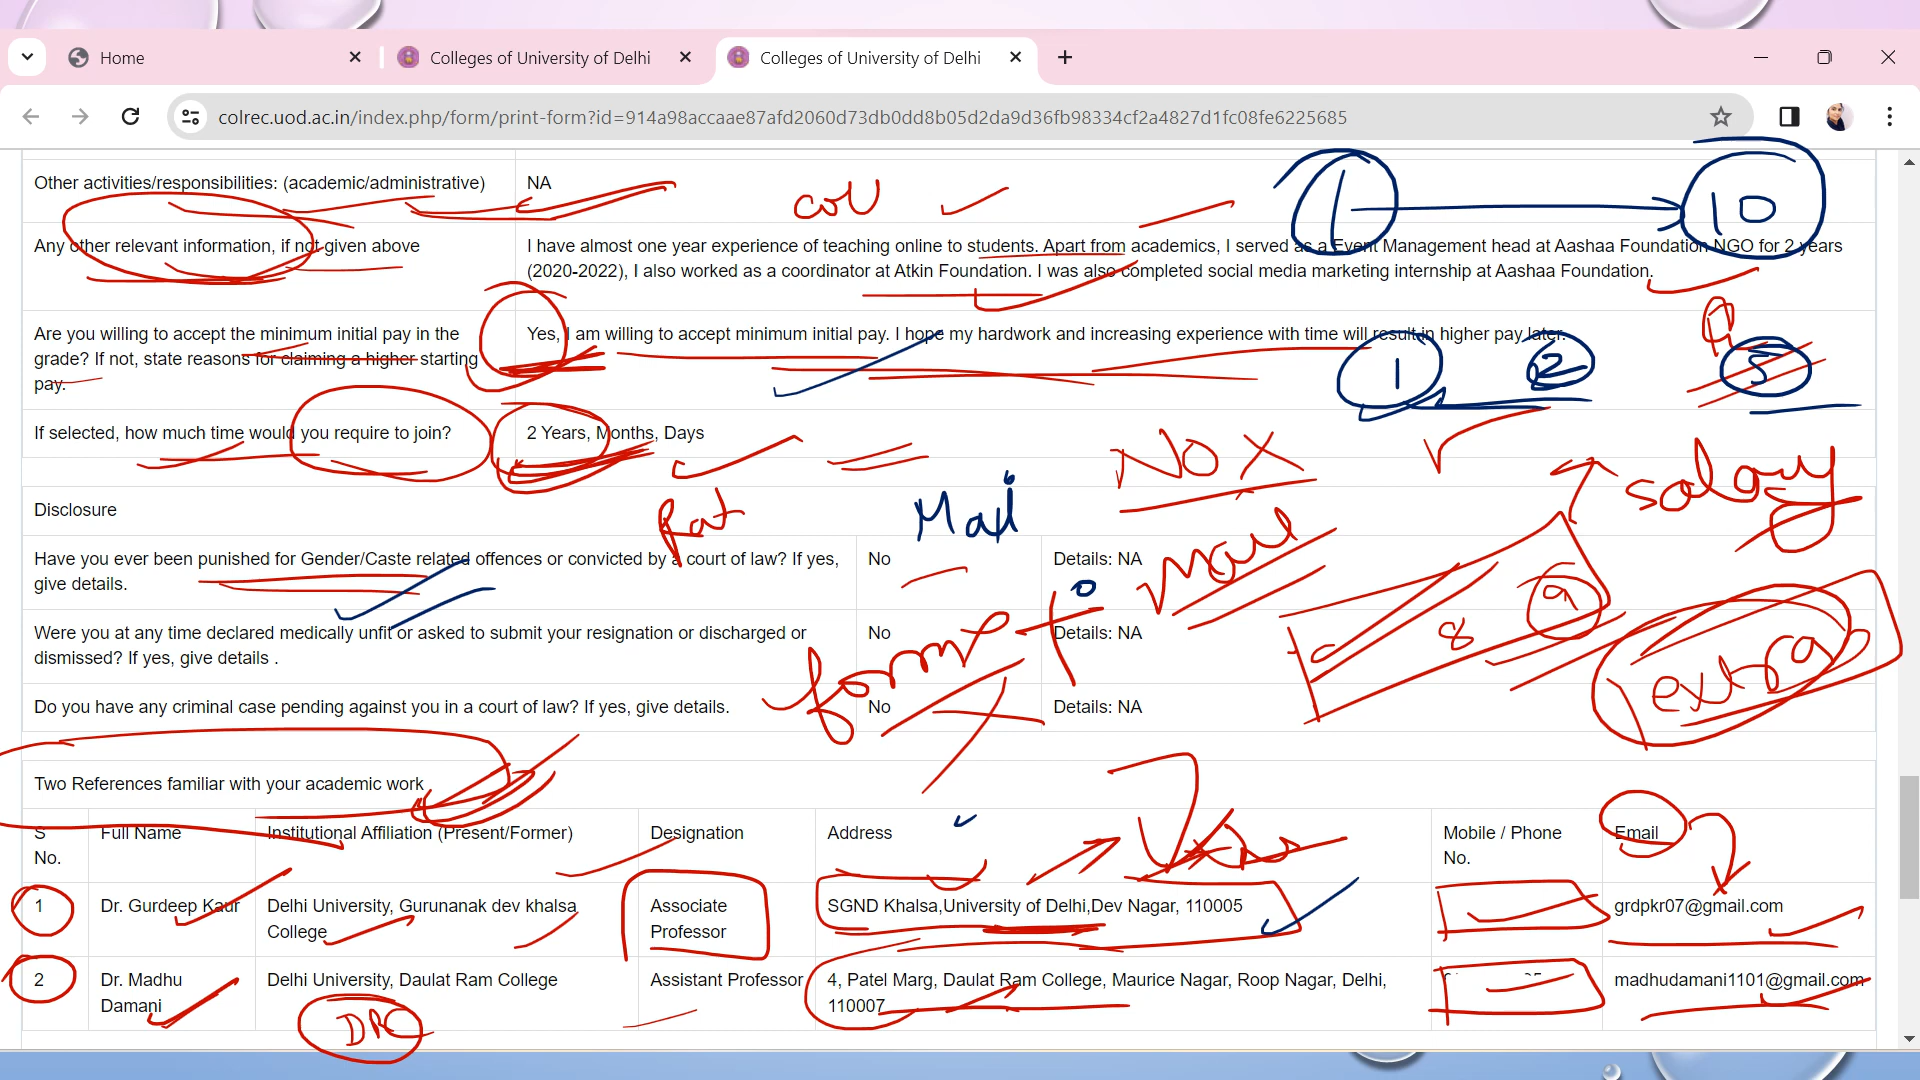 Home
Colleges of University of Delhi
Colleges of University of Delhi
colrec.uod.ac.in/index.php/form/print-form?id=914a98accaae87afd2060d73db0dd8b05d2da9d36fb98334cf2a4827d1fc08fe6225685
Other activities/responsibilities: (academic/administrative) NA
COU
1 10
Any other relevant information, if not given above
I have almost one year experience of teaching online to students. Apart from academics, I served as a Event Management head at Aashaa Foundation NGO for 2 years
(2020-2022), I also worked as a coordinator at Atkin Foundation. I was also completed social media marketing internship at Aashaa Foundation.
Are you willing to accept the minimum initial pay in the
grade? If not, state reasons for claiming a higher starting
pay.
Yes, I am willing to accept minimum initial pay. I hope my hardwork and increasing experience with time will result in higher pay later.
1 2 5
If selected, how much time would you require to join? 2 Years, Months, Days
NO X
salary
Mail
Disclosure
Have you ever been punished for Gender/Caste related offences or convicted by a court of law? If yes,
give details.
No
Details: NA
8 9
Were you at any time declared medically unfit or asked to submit your resignation or discharged or
dismissed? If yes, give details .
No
Details: NA
form
extra
Do you have any criminal case pending against you in a court of law? If yes, give details.
No
Details: NA
Two References familiar with your academic work
S
No.
Full Name
Institutional Affiliation (Present/Former)
Designation
Address
Mobile / Phone
No.
Email
1
Dr. Gurdeep Kaur
Delhi University, Gurunanak dev khalsa
College
Associate
Professor
SGND Khalsa,University of Delhi,Dev Nagar, 110005
grdpkr07@gmail.com
2
Dr. Madhu
Damani
Delhi University, Daulat Ram College
Assistant Professor
4, Patel Marg, Daulat Ram College, Maurice Nagar, Roop Nagar, Delhi,
110007
madhudamani1101@gmail.com
DRC